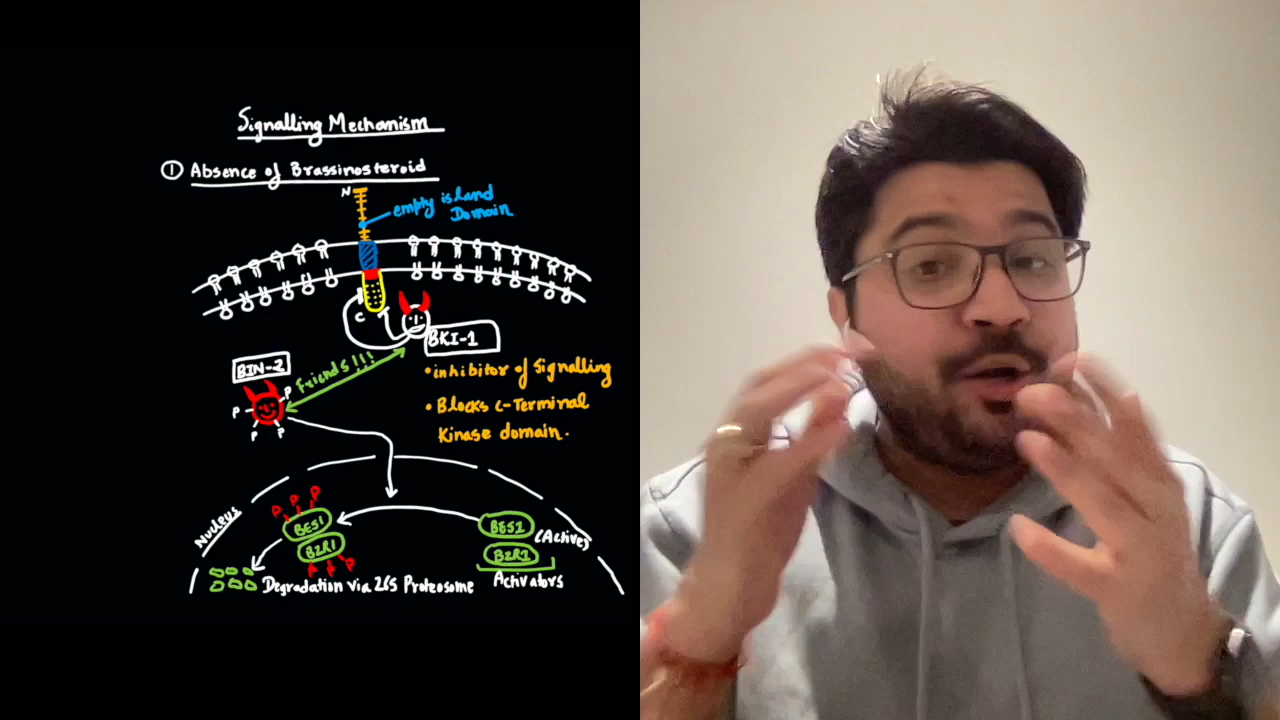 Signalling Mechanism
① Absence of Brassinosteroid
N
empty island
Domain
C
BKI-1
BIN-2
Friends!!!
• inhibitor of Signalling
• Blocks C-Terminal
Kinase domain.
P P
P P
Nucleus
P P P
BES1
BZR1
P P P
BES1
(Active)
BZR1
Activators
Degradation via 26S Proteosome